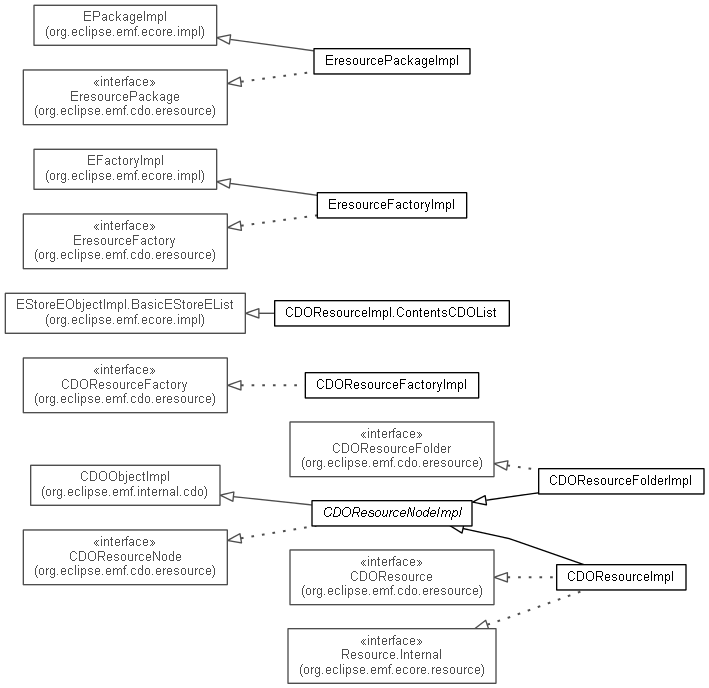 EPackageImpl
(org.eclipse.emf.ecore.impl)
EresourcePackageImpl
«interface»
EresourcePackage
(org.eclipse.emf.cdo.eresource)
EFactoryImpl
(org.eclipse.emf.ecore.impl)
EresourceFactoryImpl
«interface»
EresourceFactory
(org.eclipse.emf.cdo.eresource)
EStoreEObjectImpl.BasicEStoreEList
(org.eclipse.emf.ecore.impl)
CDOResourceImpl.ContentsCDOList
«interface»
CDOResourceFactory
(org.eclipse.emf.cdo.eresource)
CDOResourceFactoryImpl
«interface»
CDOResourceFolder
(org.eclipse.emf.cdo.eresource)
CDOResourceFolderImpl
CDOObjectImpl
(org.eclipse.emf.internal.cdo)
CDOResourceNodeImpl
«interface»
CDOResourceNode
(org.eclipse.emf.cdo.eresource)
«interface»
CDOResource
(org.eclipse.emf.cdo.eresource)
CDOResourceImpl
«interface»
Resource.Internal
(org.eclipse.emf.ecore.resource)